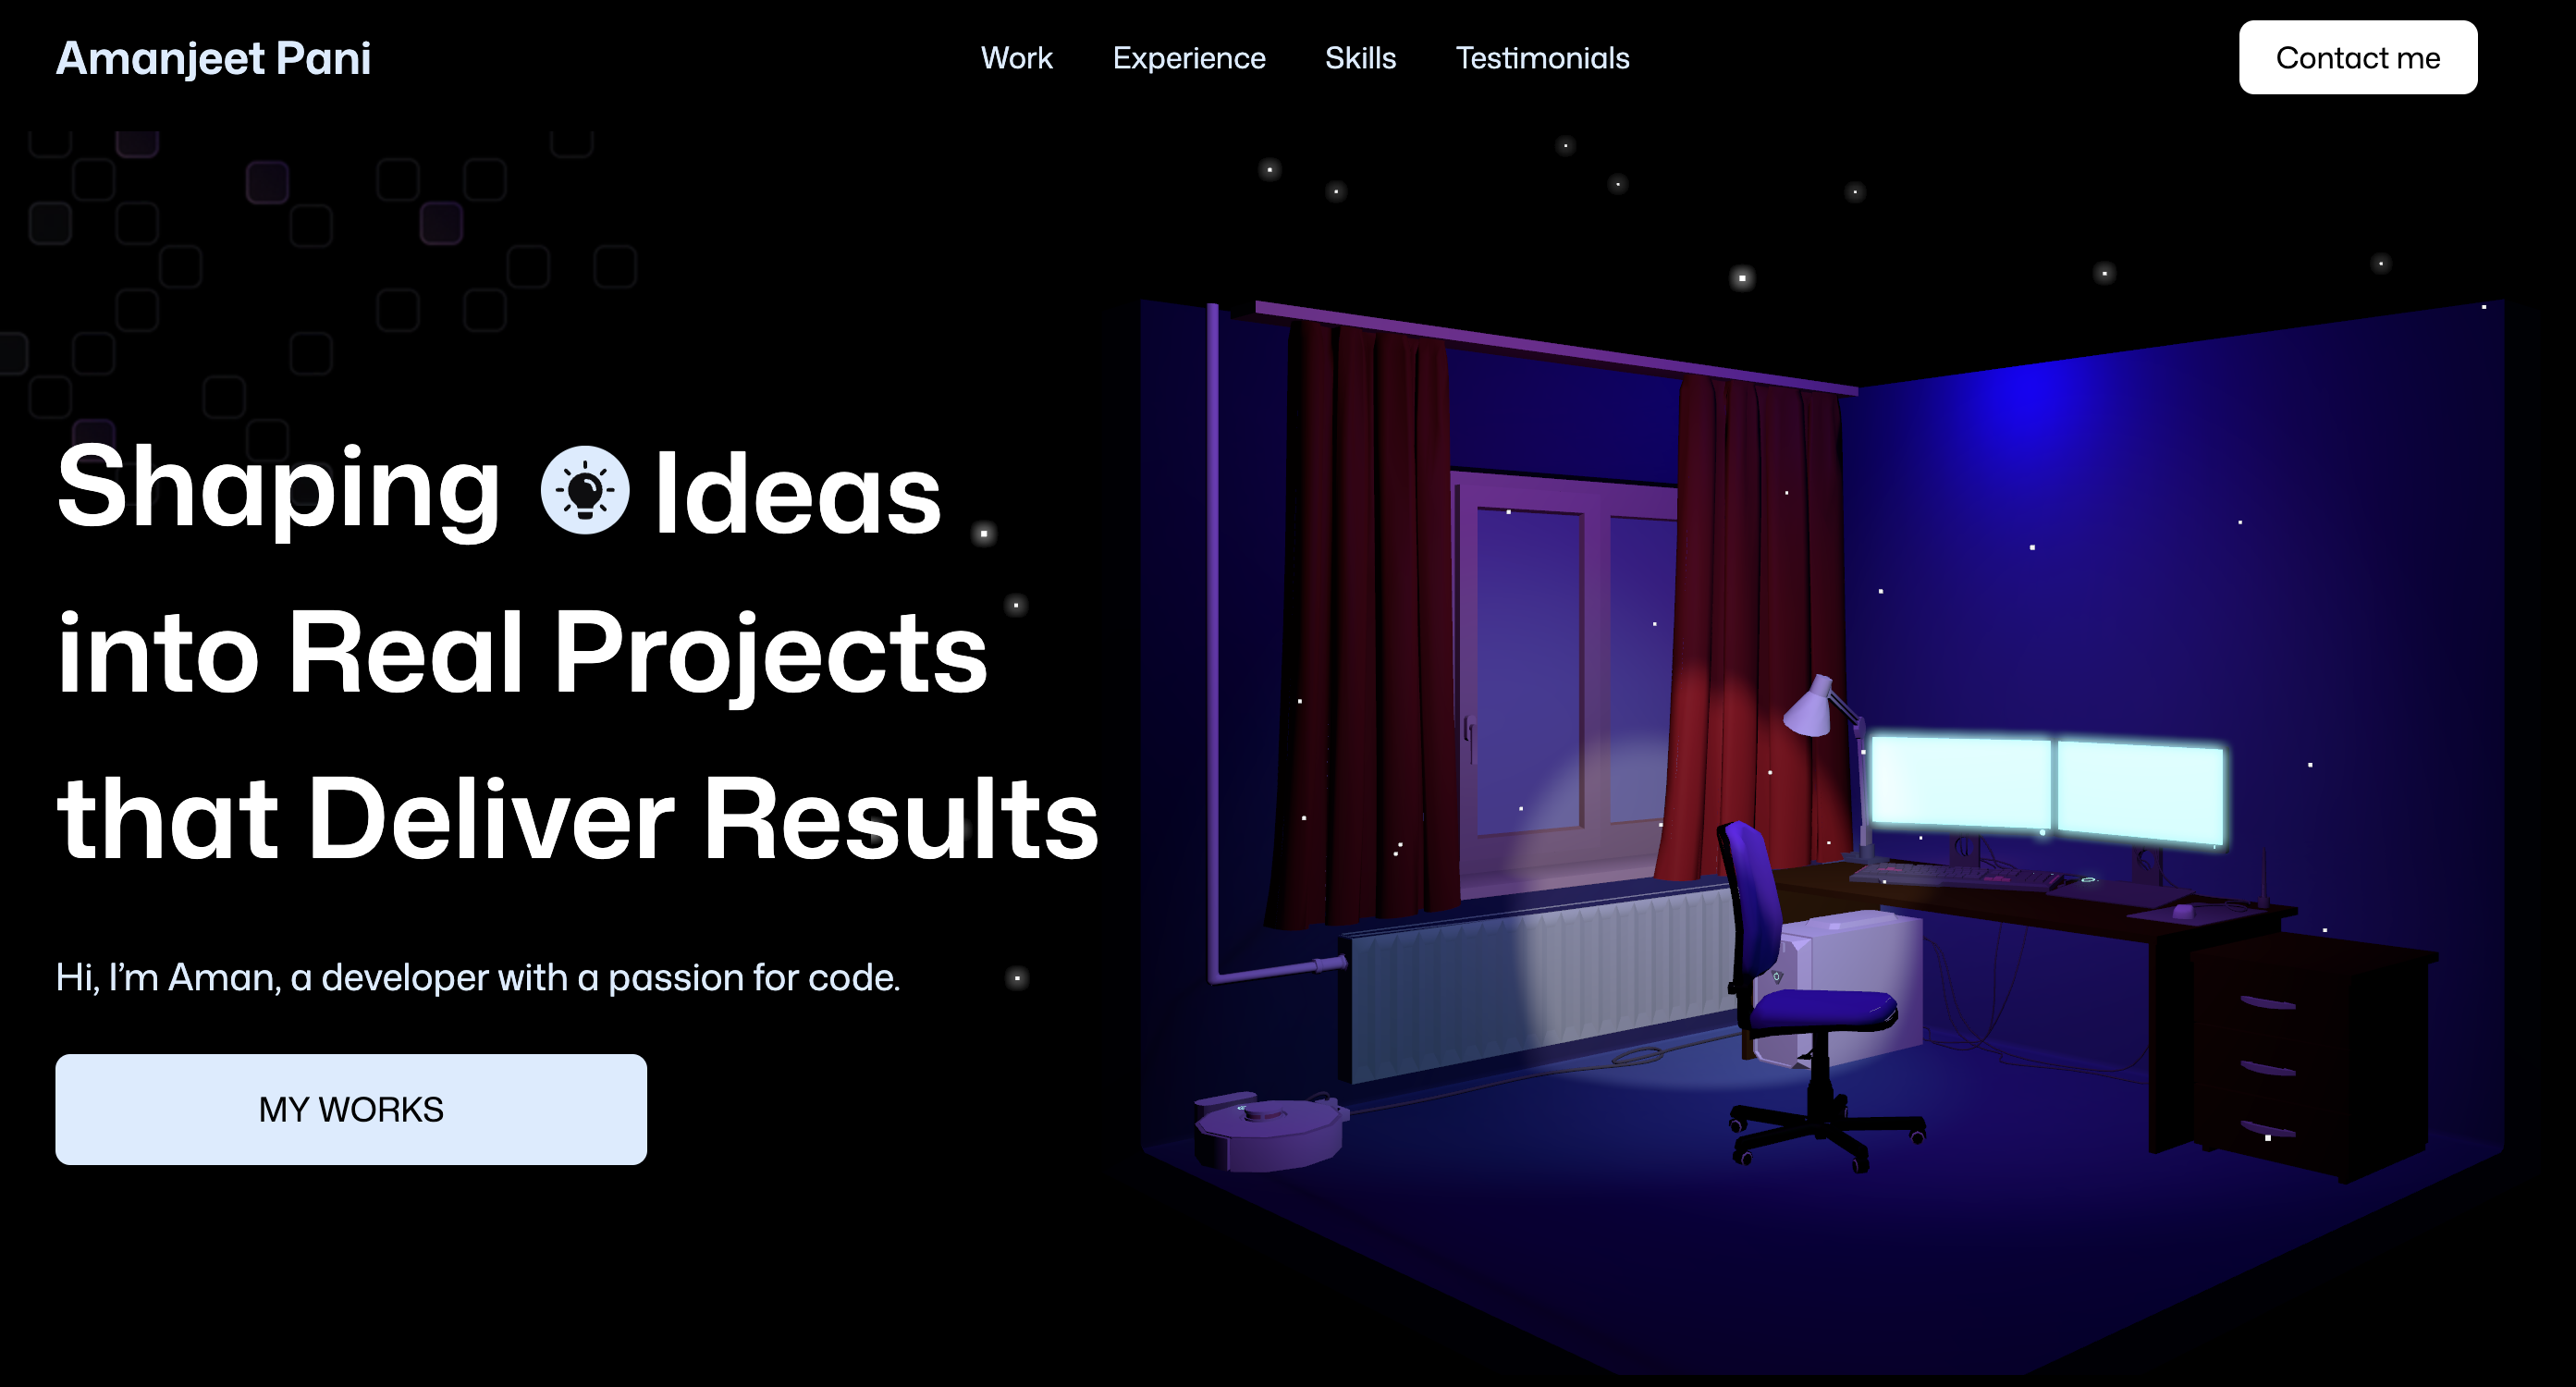 Amanjeet Pani
Work Experience Skills Testimonials
Contact me
Shaping Ideas
into Real Projects
that Deliver Results
Hi, I’m Aman, a developer with a passion for code.
MY WORKS